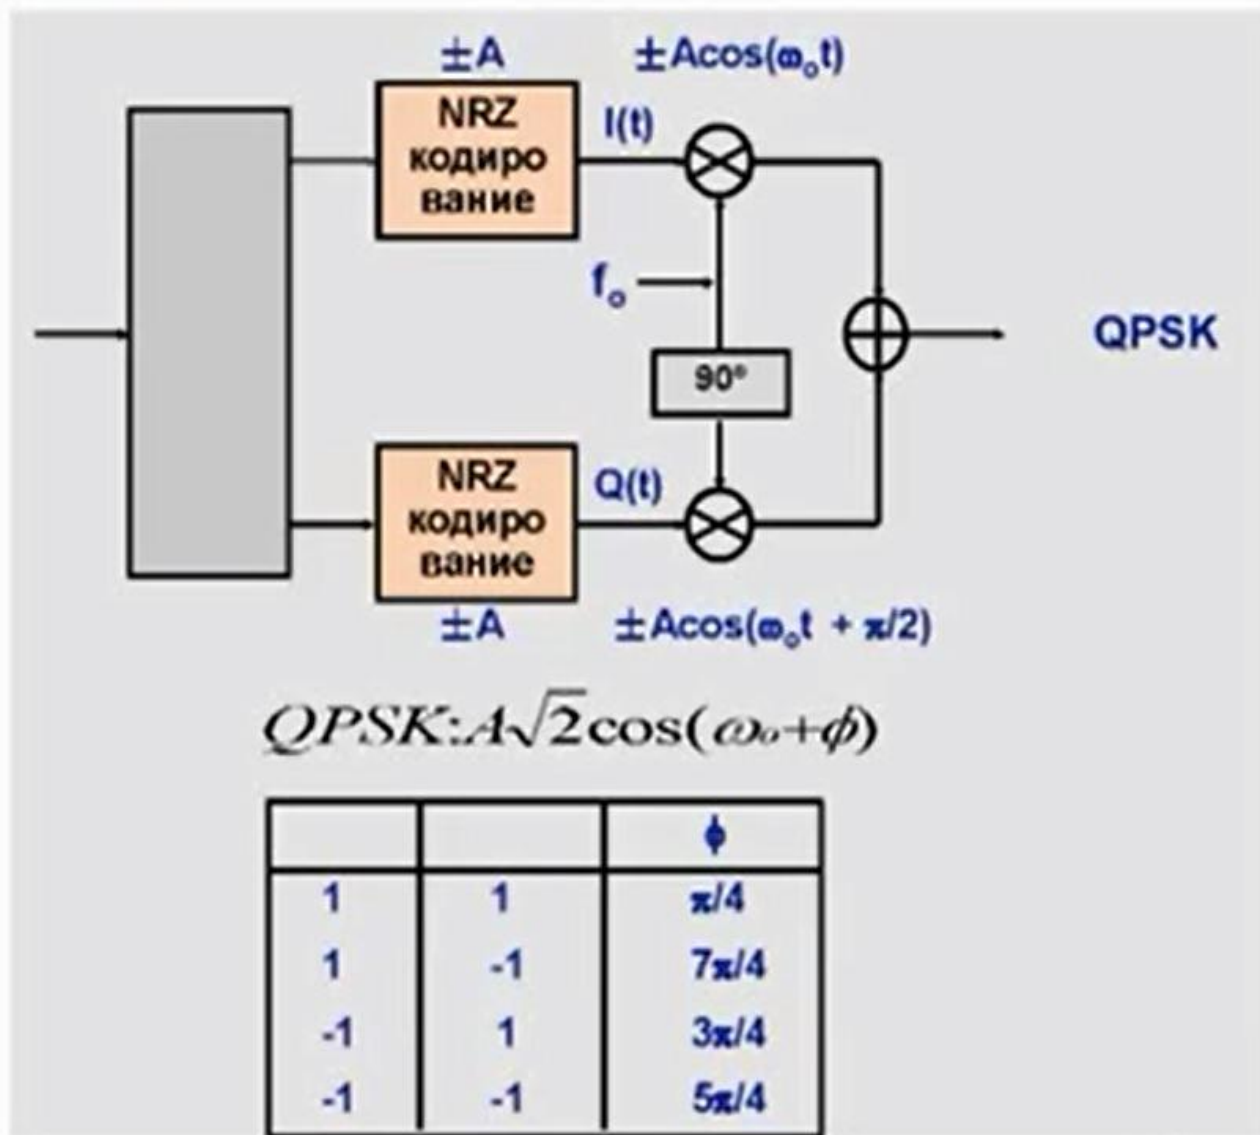 ±A
±Acos(ω₀t)
NRZ
кодиро
вание
I(t)
f₀
90°
QPSK
NRZ
кодиро
вание
Q(t)
±A
±Acos(ω₀t + π/2)
QPSK:A√2cos(ω₀+ϕ)
ϕ
1 1 π/4
1 -1 7π/4
-1 1 3π/4
-1 -1 5π/4